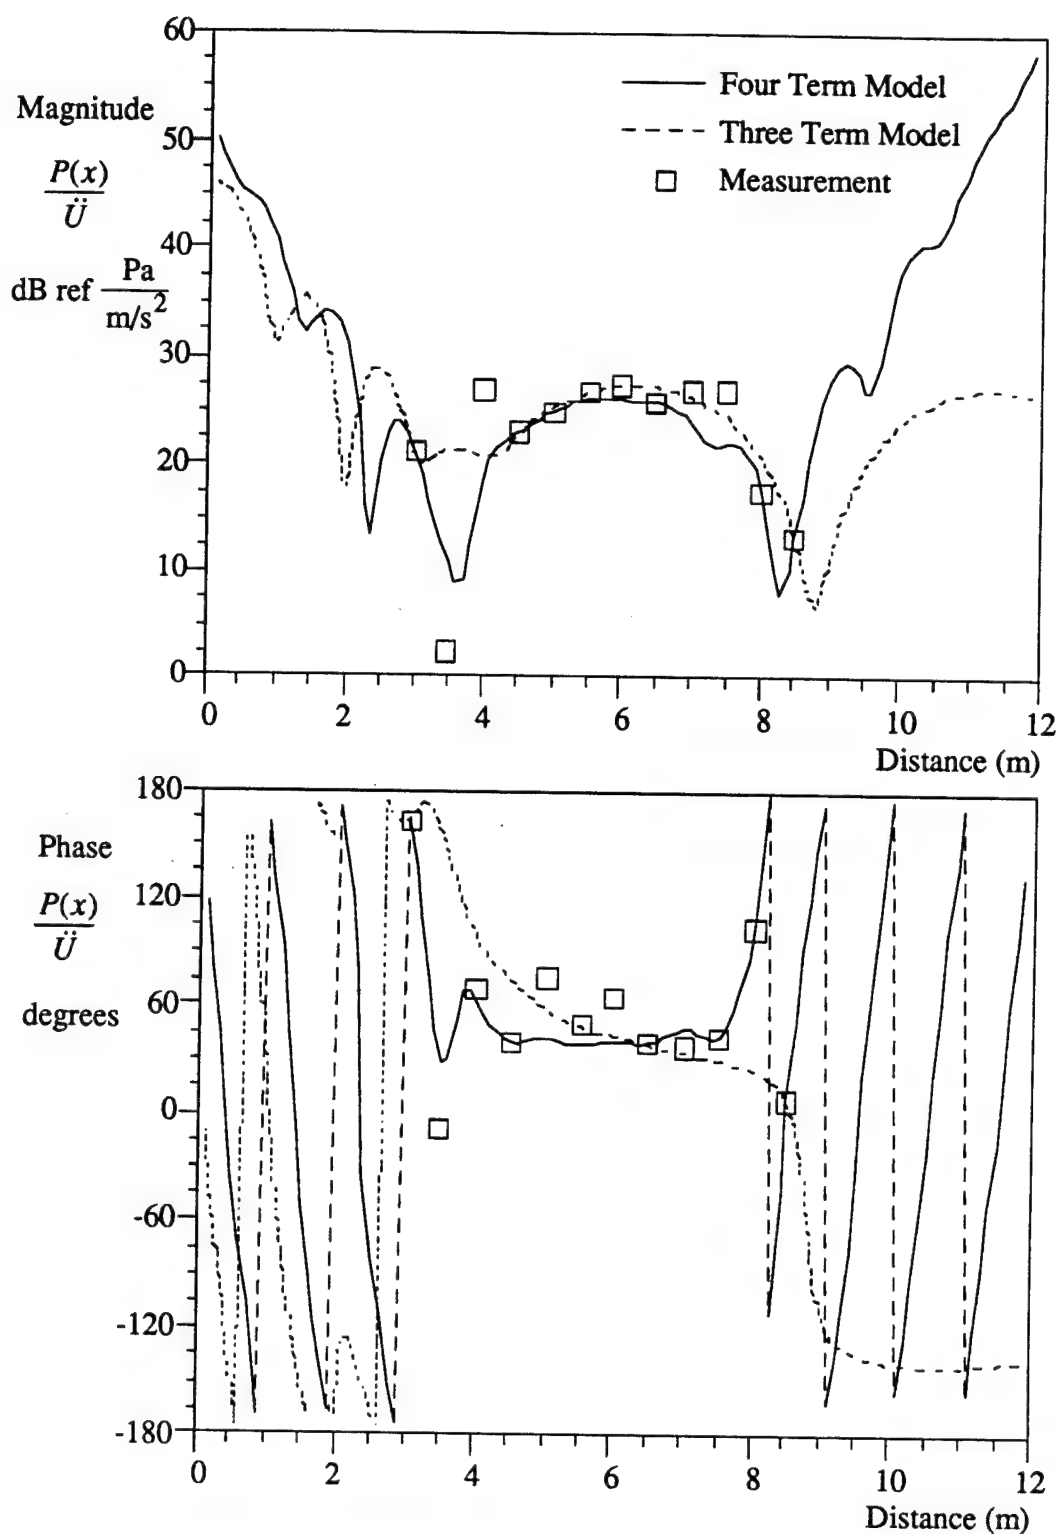 60
50
40
30
20
10
0
Magnitude
P(x)
Ü
dB ref Pa
m/s²
Four Term Model
Three Term Model
Measurement
0 2 4 6 8 10 12
Distance (m)
180
120
60
0
-60
-120
-180
Phase
P(x)
Ü
degrees
0 2 4 6 8 10 12
Distance (m)